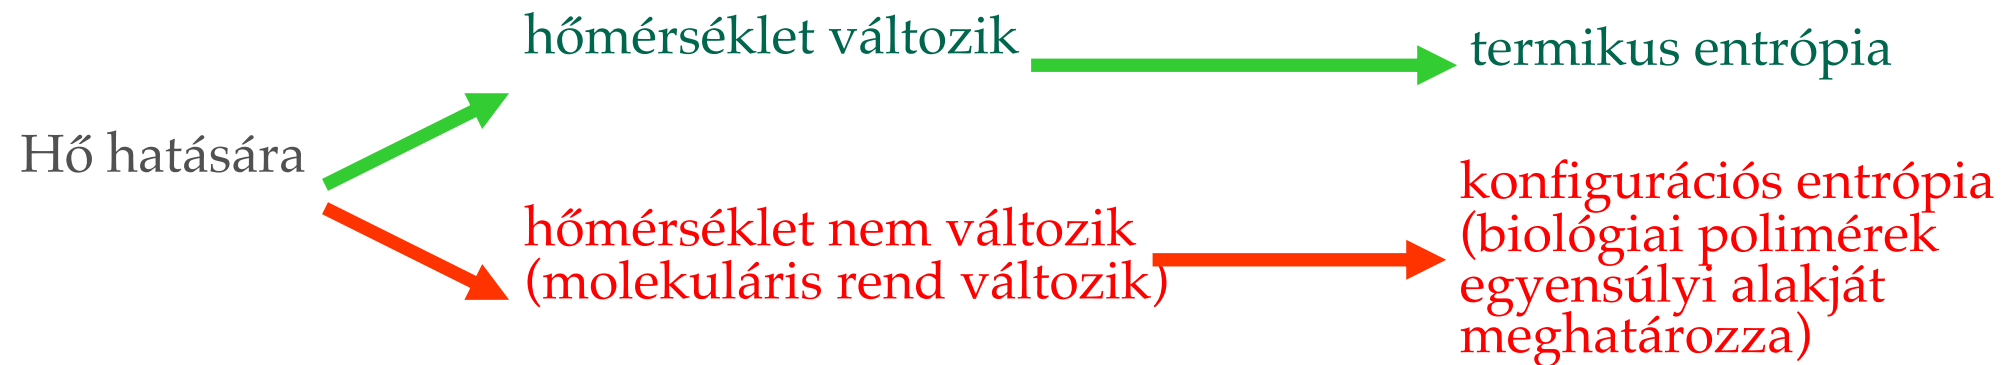 Hő hatására
hőmérséklet változik
termikus entrópia
hőmérséklet nem változik
(molekuláris rend változik)
konfigurációs entrópia
(biológiai polimérek
egyensúlyi alakját
meghatározza)